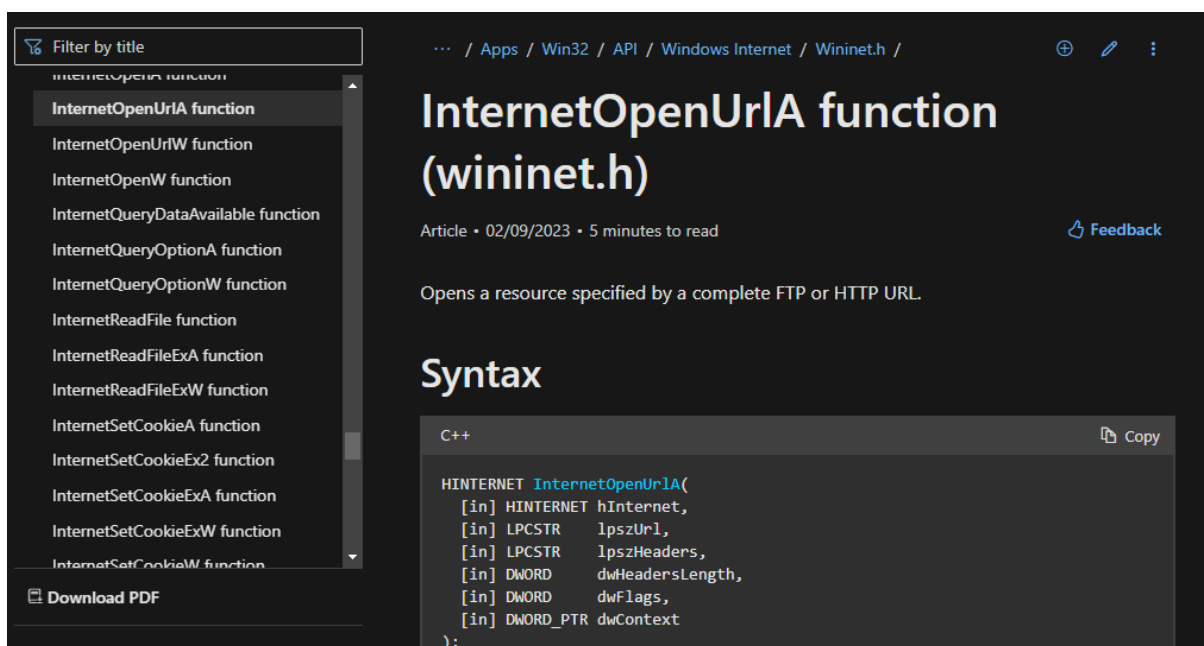 Filter by title
InternetOpenA function
InternetOpenUrlA function
InternetOpenUrlW function
InternetOpenW function
InternetQueryDataAvailable function
InternetQueryOptionA function
InternetQueryOptionW function
InternetReadFile function
InternetReadFileExA function
InternetReadFileExW function
InternetSetCookieA function
InternetSetCookieEx2 function
InternetSetCookieExA function
InternetSetCookieExW function
InternetSetCookieW function
Download PDF
··· / Apps / Win32 / API / Windows Internet / Wininet.h /
InternetOpenUrlA function
(wininet.h)
Article • 02/09/2023 • 5 minutes to read
Feedback
Opens a resource specified by a complete FTP or HTTP URL.
Syntax
C++
Copy
HINTERNET InternetOpenUrlA(
  [in] HINTERNET hInternet,
  [in] LPCSTR    lpszUrl,
  [in] LPCSTR    lpszHeaders,
  [in] DWORD     dwHeadersLength,
  [in] DWORD     dwFlags,
  [in] DWORD_PTR dwContext
);